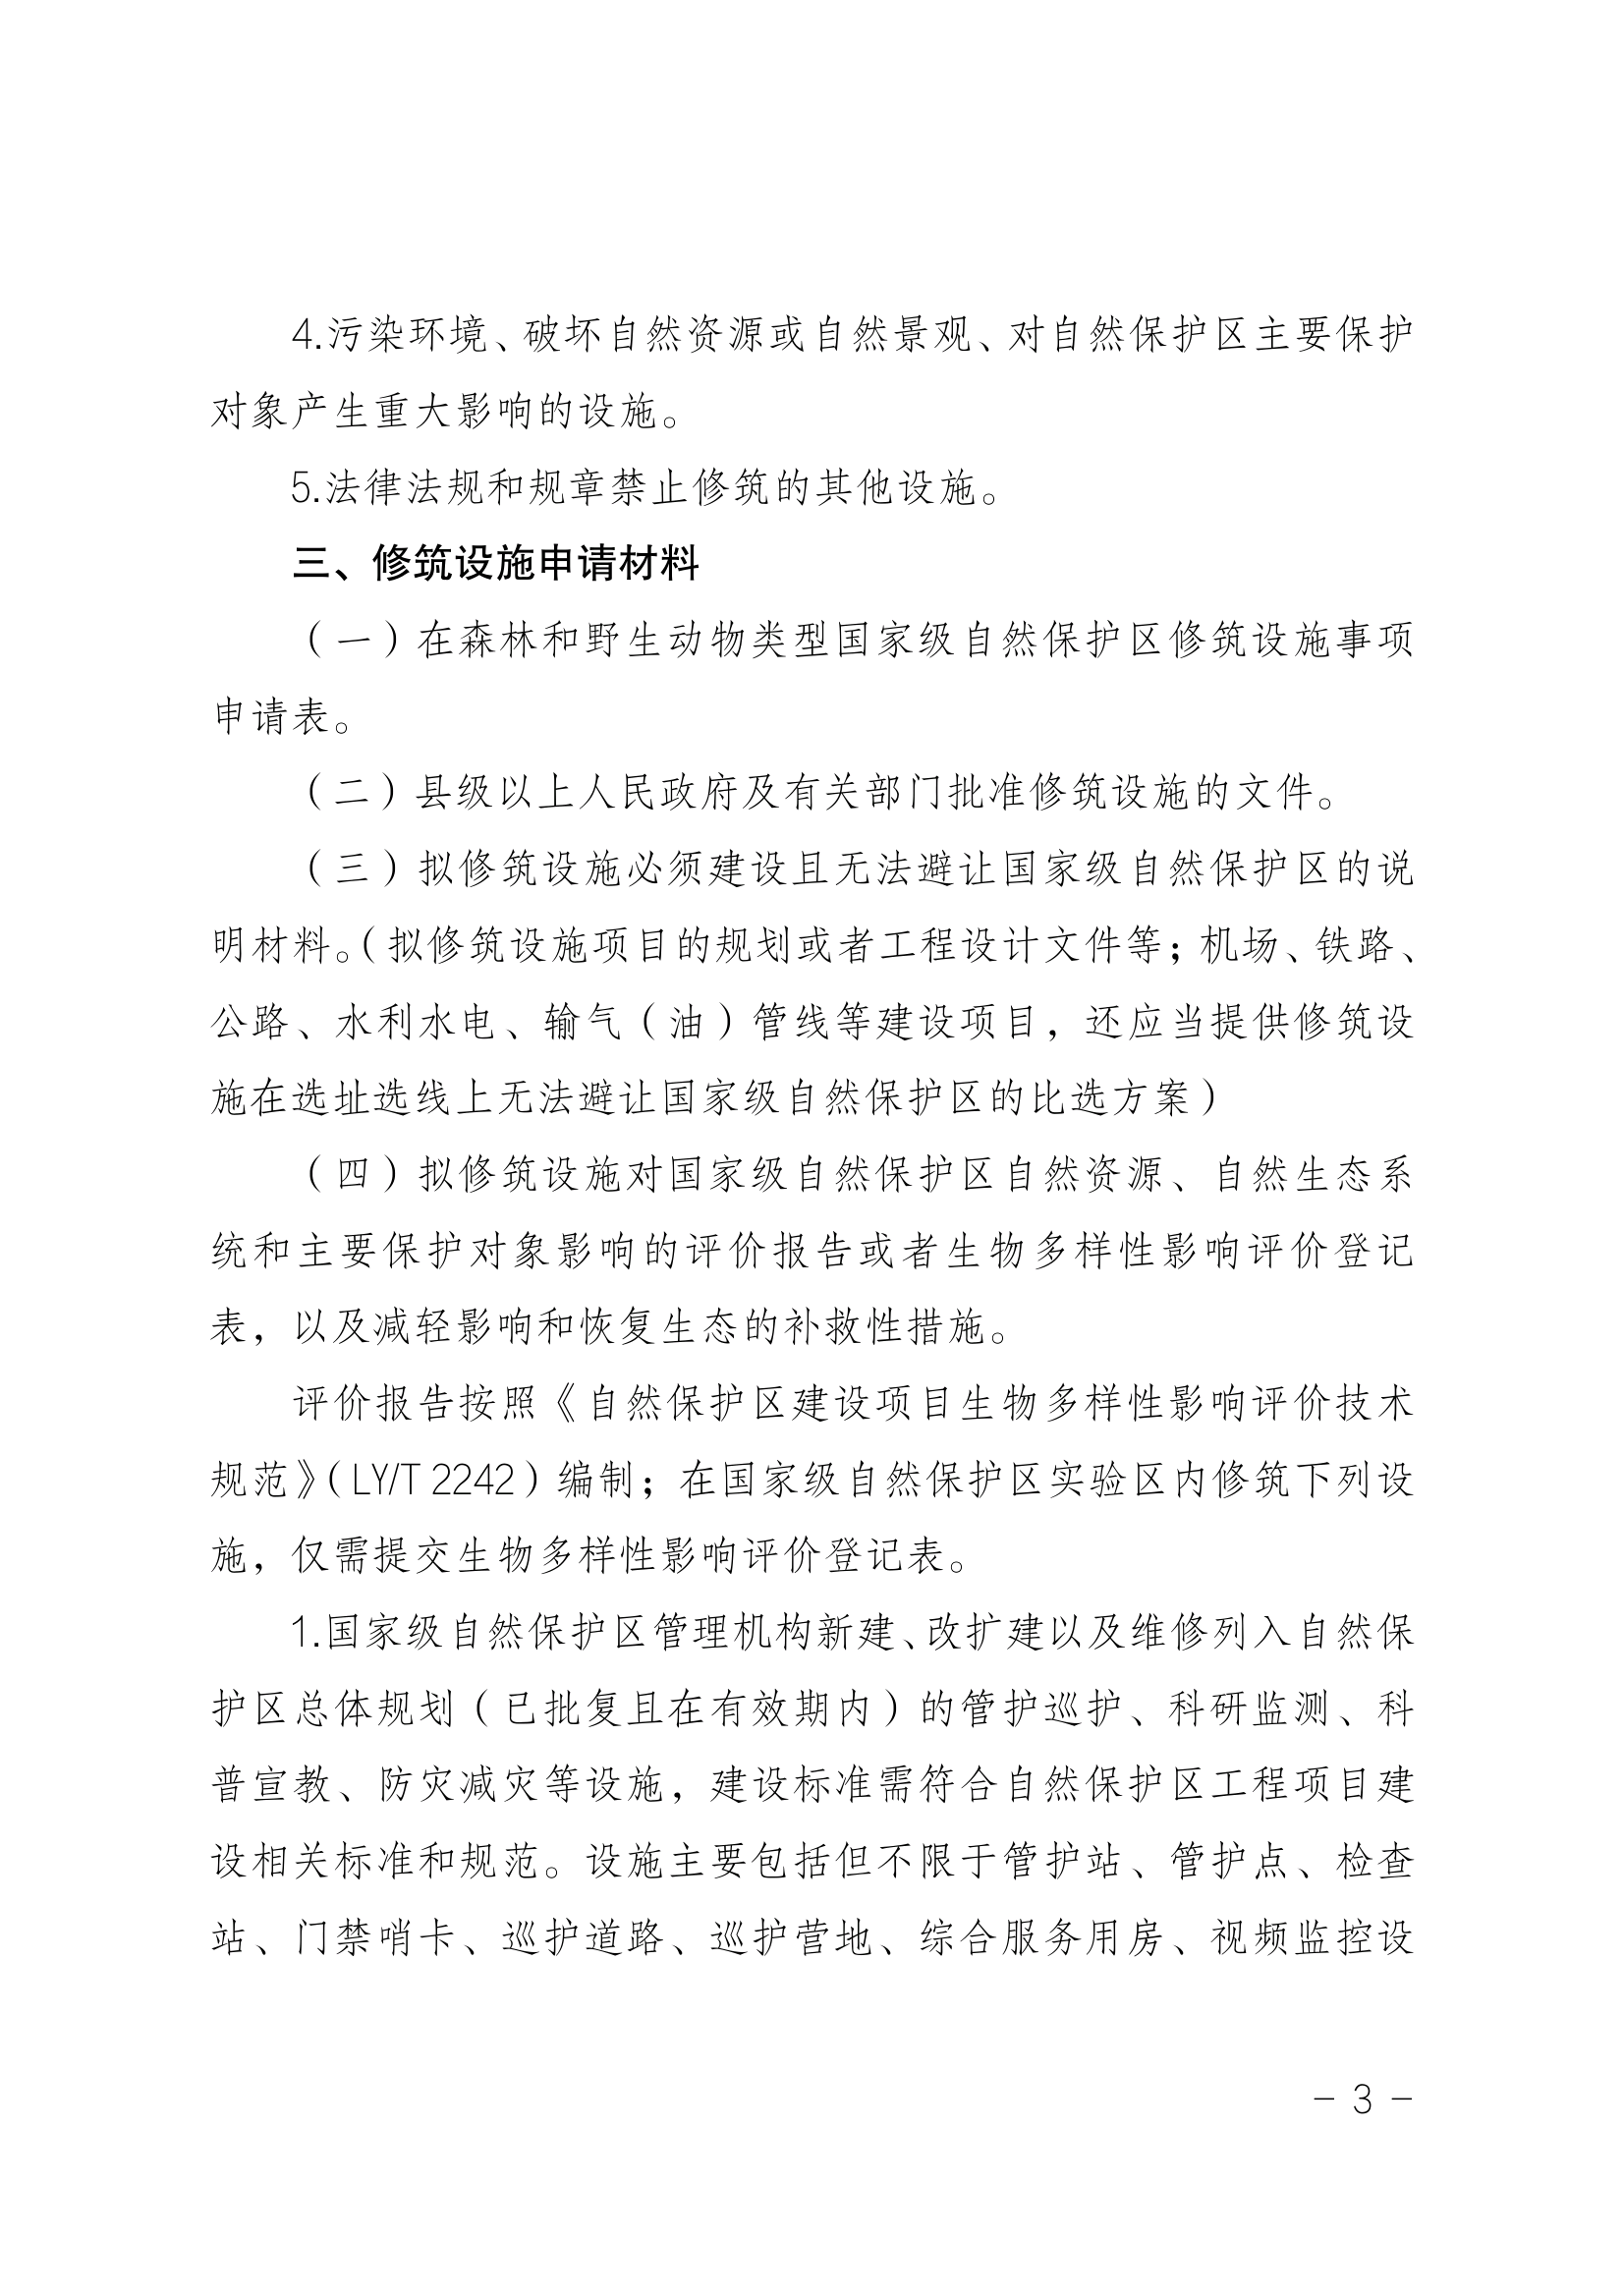 4.污染环境、破坏自然资源或自然景观、对自然保护区主要保护
对象产生重大影响的设施。
5.法律法规和规章禁止修筑的其他设施。
三、修筑设施申请材料
（一）在森林和野生动物类型国家级自然保护区修筑设施事项
申请表。
（二）县级以上人民政府及有关部门批准修筑设施的文件。
（三）拟修筑设施必须建设且无法避让国家级自然保护区的说
明材料。（拟修筑设施项目的规划或者工程设计文件等；机场、铁路、
公路、水利水电、输气（油）管线等建设项目，还应当提供修筑设
施在选址选线上无法避让国家级自然保护区的比选方案）
（四）拟修筑设施对国家级自然保护区自然资源、自然生态系
统和主要保护对象影响的评价报告或者生物多样性影响评价登记
表，以及减轻影响和恢复生态的补救性措施。
评价报告按照《自然保护区建设项目生物多样性影响评价技术
规范》（LY/T 2242）编制；在国家级自然保护区实验区内修筑下列设
施，仅需提交生物多样性影响评价登记表。
1.国家级自然保护区管理机构新建、改扩建以及维修列入自然保
护区总体规划（已批复且在有效期内）的管护巡护、科研监测、科
普宣教、防灾减灾等设施，建设标准需符合自然保护区工程项目建
设相关标准和规范。设施主要包括但不限于管护站、管护点、检查
站、门禁哨卡、巡护道路、巡护营地、综合服务用房、视频监控设
- 3 -